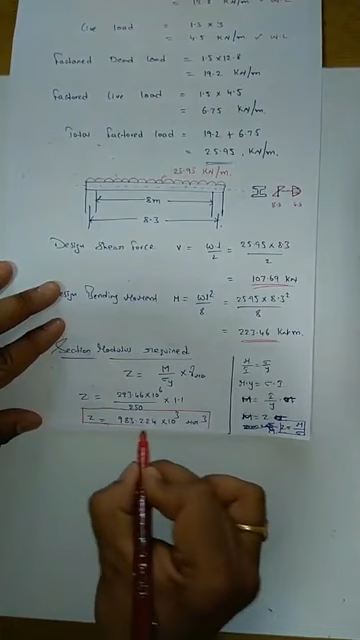 = 19.8 KN/m ✓ W.L
Live load = 1.5 x 3
= 4.5 KN/m ✓ W.L
Factored Dead load = 1.5 x 12.8
= 19.2 KN/m
Factored live load = 1.5 x 4.5
= 6.75 KN/m
Total factored load = 19.2 + 6.75
= 25.95 KN/m.
25.95 KN/m
8m
8.3
Design Shear force V = wl/2 = 25.95 x 8.3/2
= 107.69 KN
Design Bending Moment M = wl²/8 = 25.95 x 8.3²/8
= 223.46 KNm
Section Modulus required
Z = M/σy x γmo
Z = 223.46 x 10⁶/250 x 1.1
Z = 983.224 x 10³ mm³
M/I = σ/y
M.y = σ.I
M = I/y . σ
M = Z σ
Z = M/σ